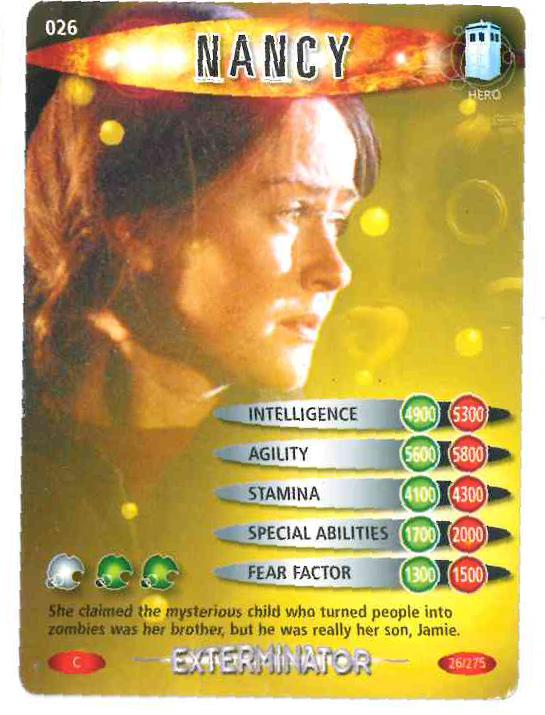 026
NANCY
HERO
INTELLIGENCE 4900 5300
AGILITY 5600 5800
STAMINA 4100 4300
SPECIAL ABILITIES 1700 2000
FEAR FACTOR 1300 1500
She claimed the mysterious child who turned people into
zombies was her brother, but he was really her son, Jamie.
C EXTERMINATOR 26/275